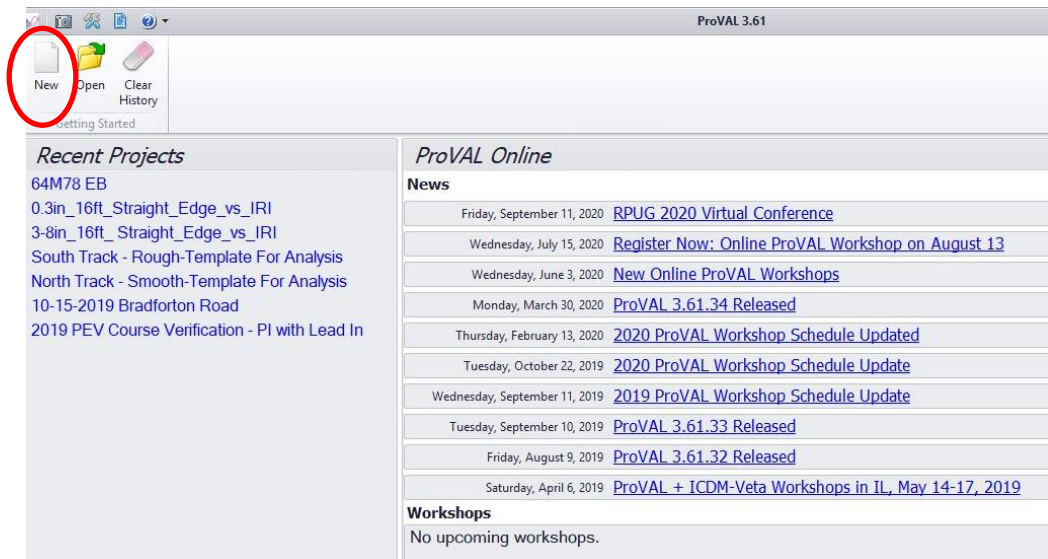 ProVAL 3.61
New
Open
Clear History
Getting Started
Recent Projects
64M78 EB
0.3in_16ft_Straight_Edge_vs_IRI
3-8in_16ft_ Straight_Edge_vs_IRI
South Track - Rough-Template For Analysis
North Track - Smooth-Template For Analysis
10-15-2019 Bradforton Road
2019 PEV Course Verification - PI with Lead In
ProVAL Online
News
Friday, September 11, 2020 RPUG 2020 Virtual Conference
Wednesday, July 15, 2020 Register Now: Online ProVAL Workshop on August 13
Wednesday, June 3, 2020 New Online ProVAL Workshops
Monday, March 30, 2020 ProVAL 3.61.34 Released
Thursday, February 13, 2020 2020 ProVAL Workshop Schedule Updated
Tuesday, October 22, 2019 2020 ProVAL Workshop Schedule Update
Wednesday, September 11, 2019 2019 ProVAL Workshop Schedule Update
Tuesday, September 10, 2019 ProVAL 3.61.33 Released
Friday, August 9, 2019 ProVAL 3.61.32 Released
Saturday, April 6, 2019 ProVAL + ICDM-Veta Workshops in IL, May 14-17, 2019
Workshops
No upcoming workshops.